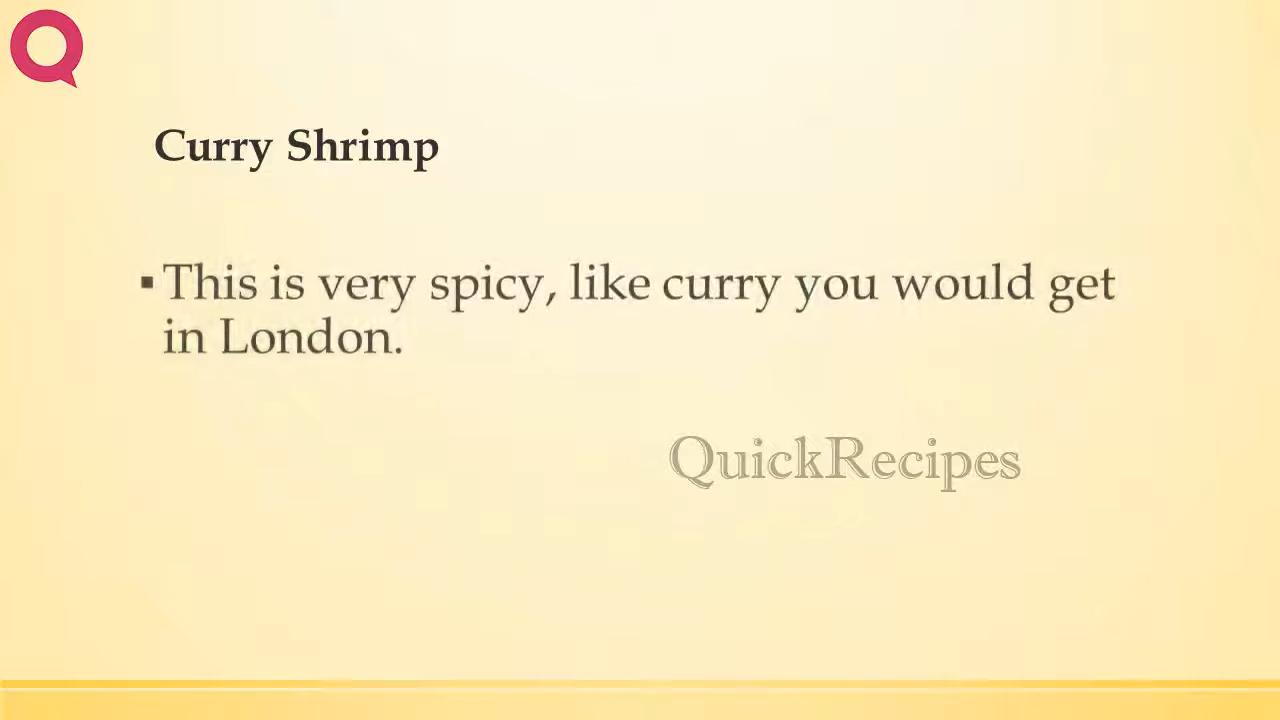 Curry Shrimp
▪This is very spicy, like curry you would get
in London.
QuickRecipes